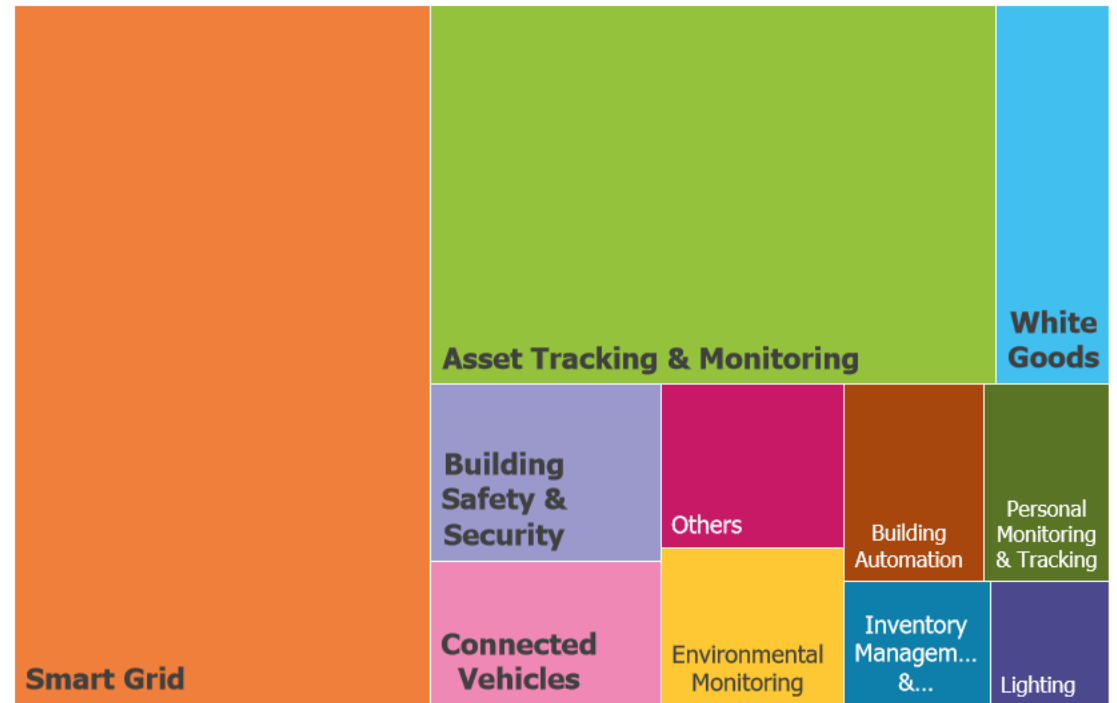 Smart Grid
Asset Tracking & Monitoring
White
Goods
Building
Safety &
Security
Connected
Vehicles
Others
Environmental
Monitoring
Building
Automation
Personal
Monitoring
& Tracking
Inventory
Managem...
&...
Lighting